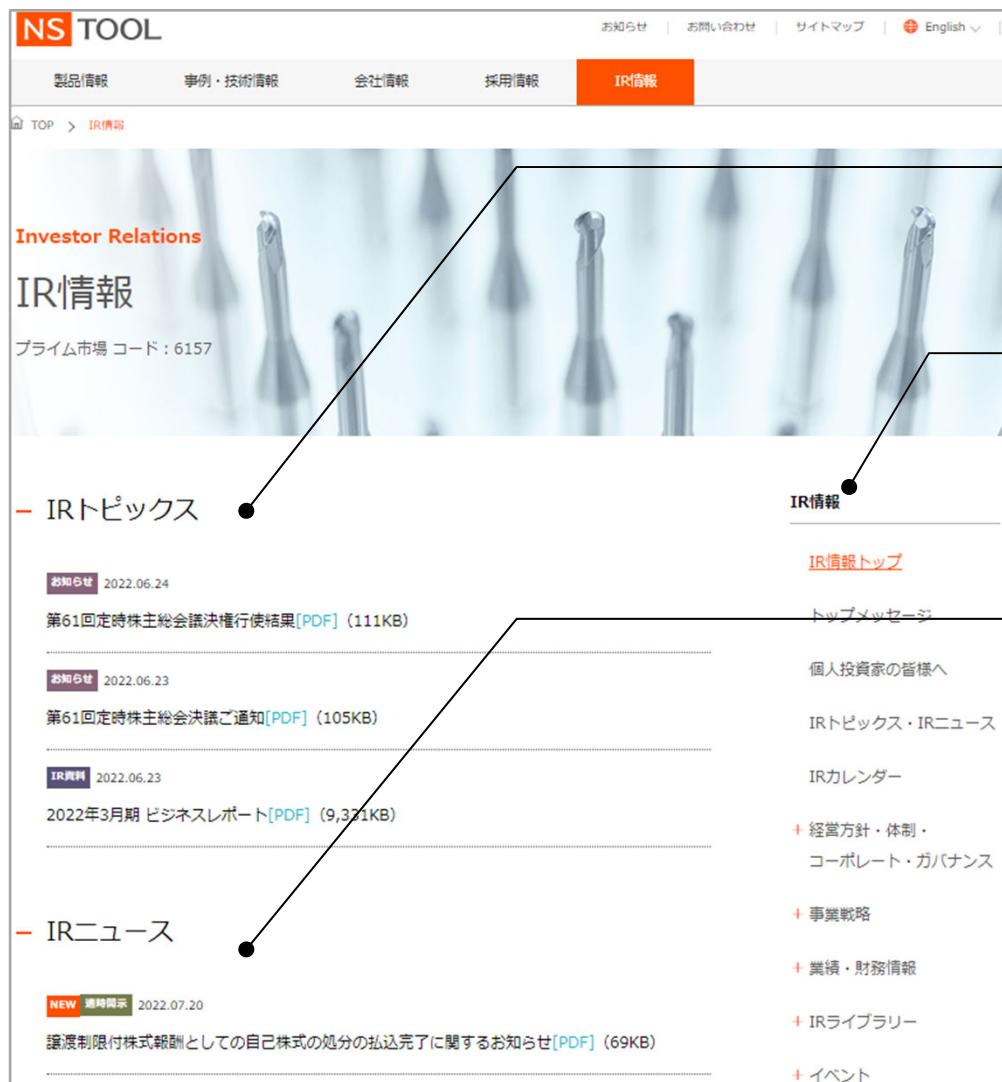 NS TOOL
お知らせ
お問い合わせ
サイトマップ
English
製品情報
事例・技術情報
会社情報
採用情報
IR情報
TOP > IR情報
Investor Relations
IR情報
プライム市場 コード：6157
IRトピックス
お知らせ 2022.06.24
第61回定時株主総会議決権行使結果[PDF]（111KB）
お知らせ 2022.06.23
第61回定時株主総会決議ご通知[PDF]（105KB）
IR資料 2022.06.23
2022年3月期 ビジネスレポート[PDF]（9,331KB）
IRニュース
NEW 適時開示 2022.07.20
譲渡制限付株式報酬としての自己株式の処分の払込完了に関するお知らせ[PDF]（69KB）
IR情報
IR情報トップ
トップメッセージ
個人投資家の皆様へ
IRトピックス・IRニュース
IRカレンダー
+ 経営方針・体制・
コーポレート・ガバナンス
+ 事業戦略
+ 業績・財務情報
+ IRライブラリー
+ イベント